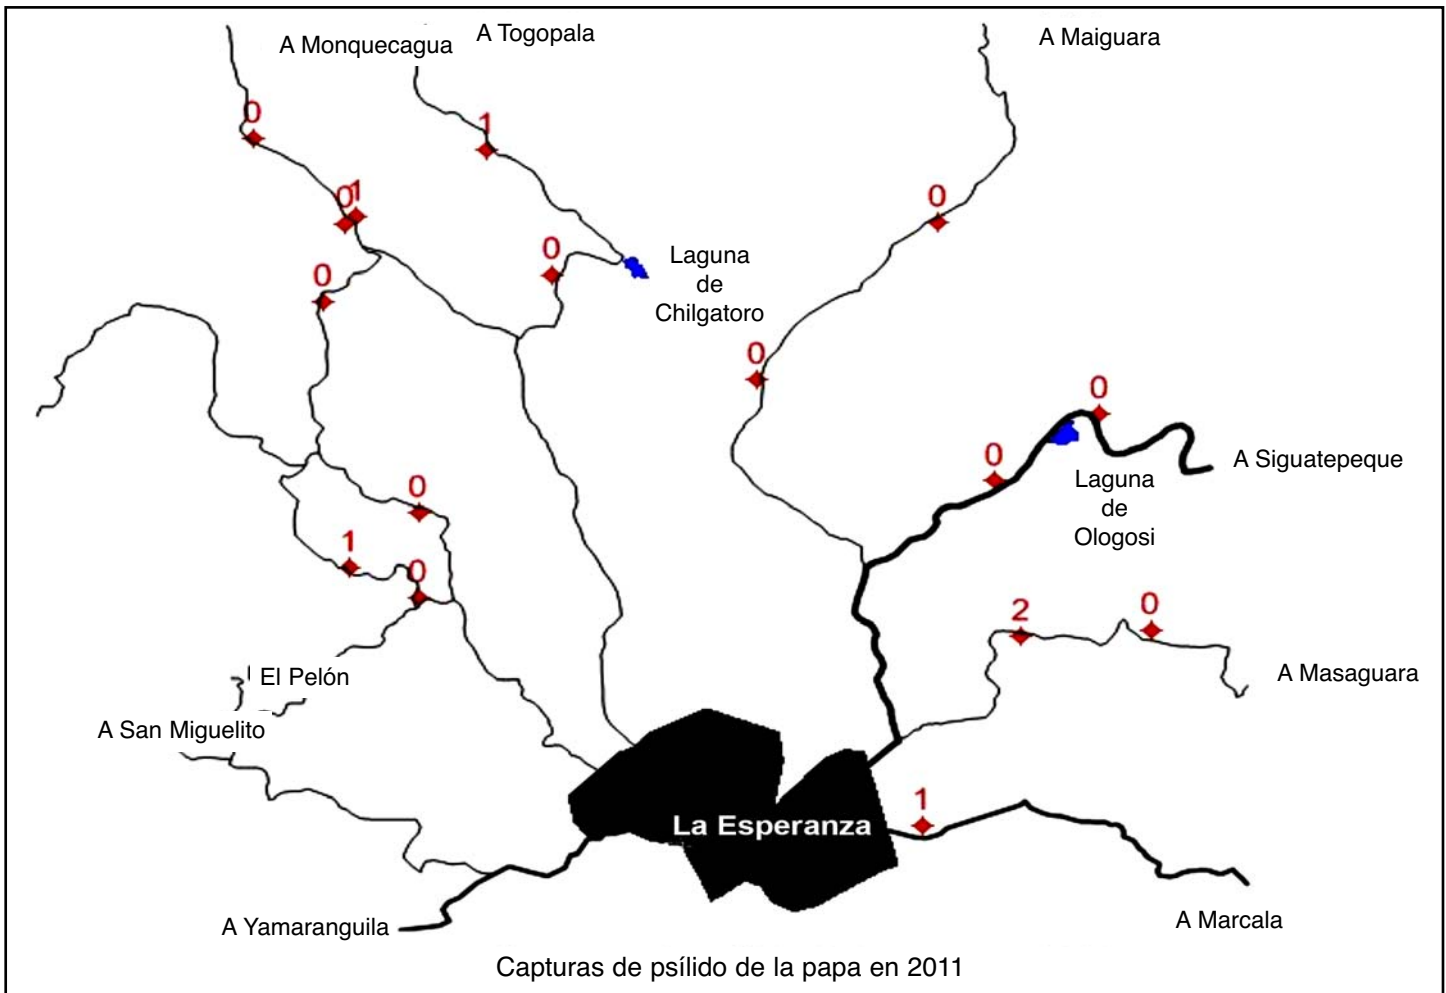 A Monquecagua
A Togopala
A Maiguara
0
1
0
1
0
0
0
Laguna
de
Chilgatoro
0
0
0
A Siguatepeque
0
Laguna
de
Ologosi
1
0
2
0
El Pelón
A Masaguara
A San Miguelito
1
La Esperanza
A Yamaranguila
A Marcala
Capturas de psílido de la papa en 2011